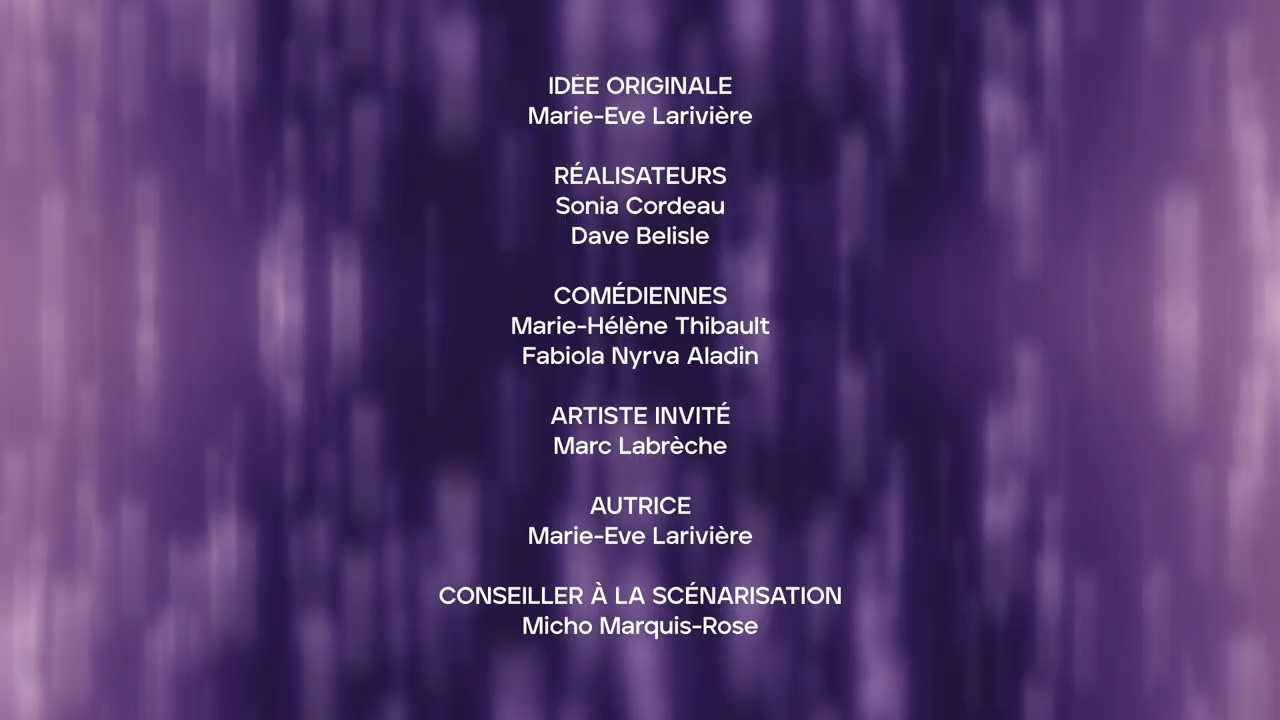 IDÉE ORIGINALE
Marie-Eve Larivière
RÉALISATEURS
Sonia Cordeau
Dave Belisle
COMÉDIENNES
Marie-Hélène Thibault
Fabiola Nyrva Aladin
ARTISTE INVITÉ
Marc Labrèche
AUTRICE
Marie-Eve Larivière
CONSEILLER À LA SCÉNARISATION
Micho Marquis-Rose